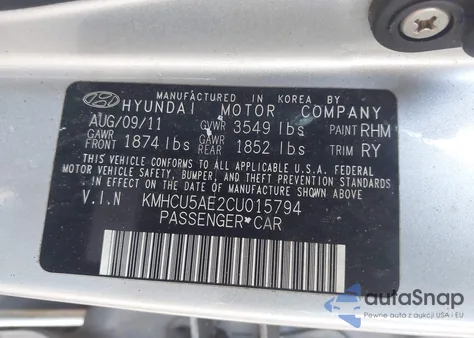 MANUFACTURED IN KOREA BY
HYUNDAI MOTOR COMPANY
AUG/09/11 GVWR 3549 lbs PAINT RHM
GAWR FRONT 1874 lbs GAWR REAR 1852 lbs TRIM RY
THIS VEHICLE CONFORMS TO ALL APPLICABLE U.S.A. FEDERAL
MOTOR VEHICLE SAFETY, BUMPER, AND THEFT PREVENTION
STANDARDS IN EFFECT ON THE DATE OF MANUFACTURE SHOWN
ABOVE.
V.I.N KMHCU5AE2CU015794
PASSENGER*CAR
autoSnap
Pewne auta z aukcji USA i EU